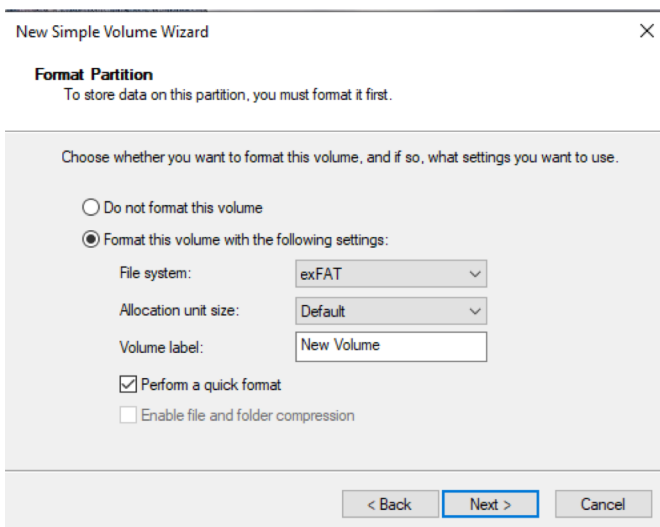 New Simple Volume Wizard
Format Partition
To store data on this partition, you must format it first.
Choose whether you want to format this volume, and if so, what settings you want to use.
Do not format this volume
Format this volume with the following settings:
File system: exFAT
Allocation unit size: Default
Volume label: New Volume
Perform a quick format
Enable file and folder compression
< Back Next > Cancel